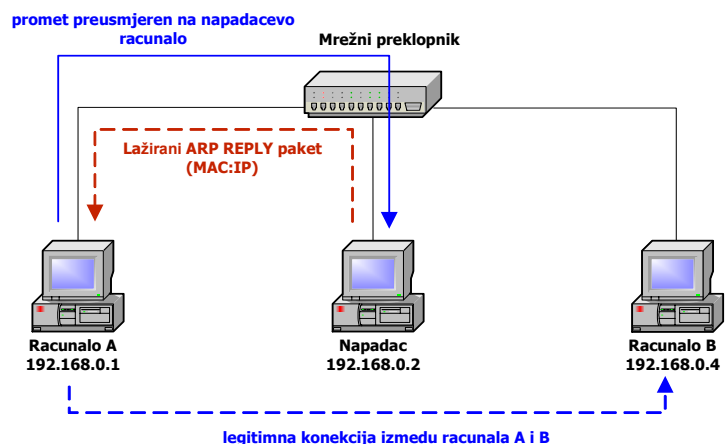 promet preusmjeren na napadacevo
racunalo
Mrežni preklopnik
Lažirani ARP REPLY paket
(MAC:IP)
Racunalo A
192.168.0.1
Napadac
192.168.0.2
Racunalo B
192.168.0.4
legitimna konekcija izmedu racunala A i B